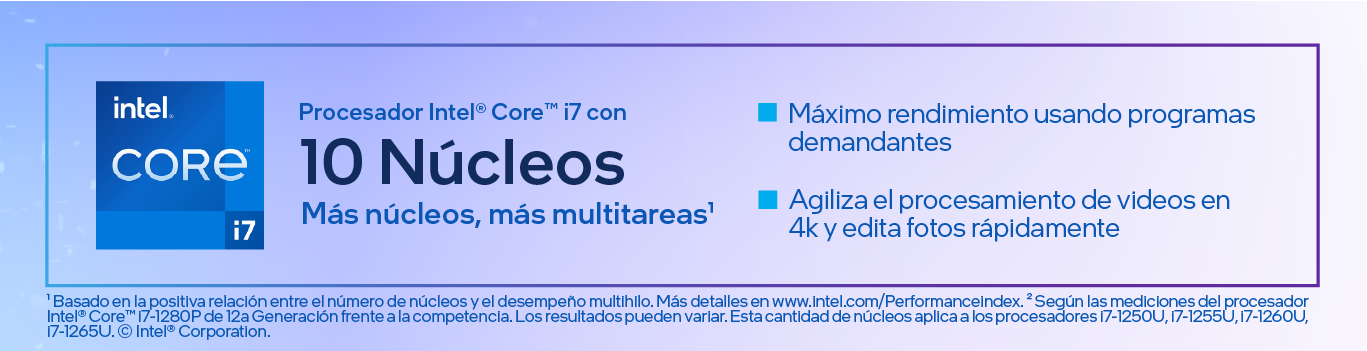 intel.
CORE™
i7
Procesador Intel® Core™ i7 con
10 Núcleos
Más núcleos, más multitareas¹
Máximo rendimiento usando programas
demandantes
Agiliza el procesamiento de videos en
4k y edita fotos rápidamente
¹ Basado en la positiva relación entre el número de núcleos y el desempeño multihilo. Más detalles en www.intel.com/Performanceindex. ² Según las mediciones del procesador
Intel® Core™ i7-1280P de 12a Generación frente a la competencia. Los resultados pueden variar. Esta cantidad de núcleos aplica a los procesadores i7-1250U, i7-1255U, i7-1260U,
i7-1265U. © Intel® Corporation.